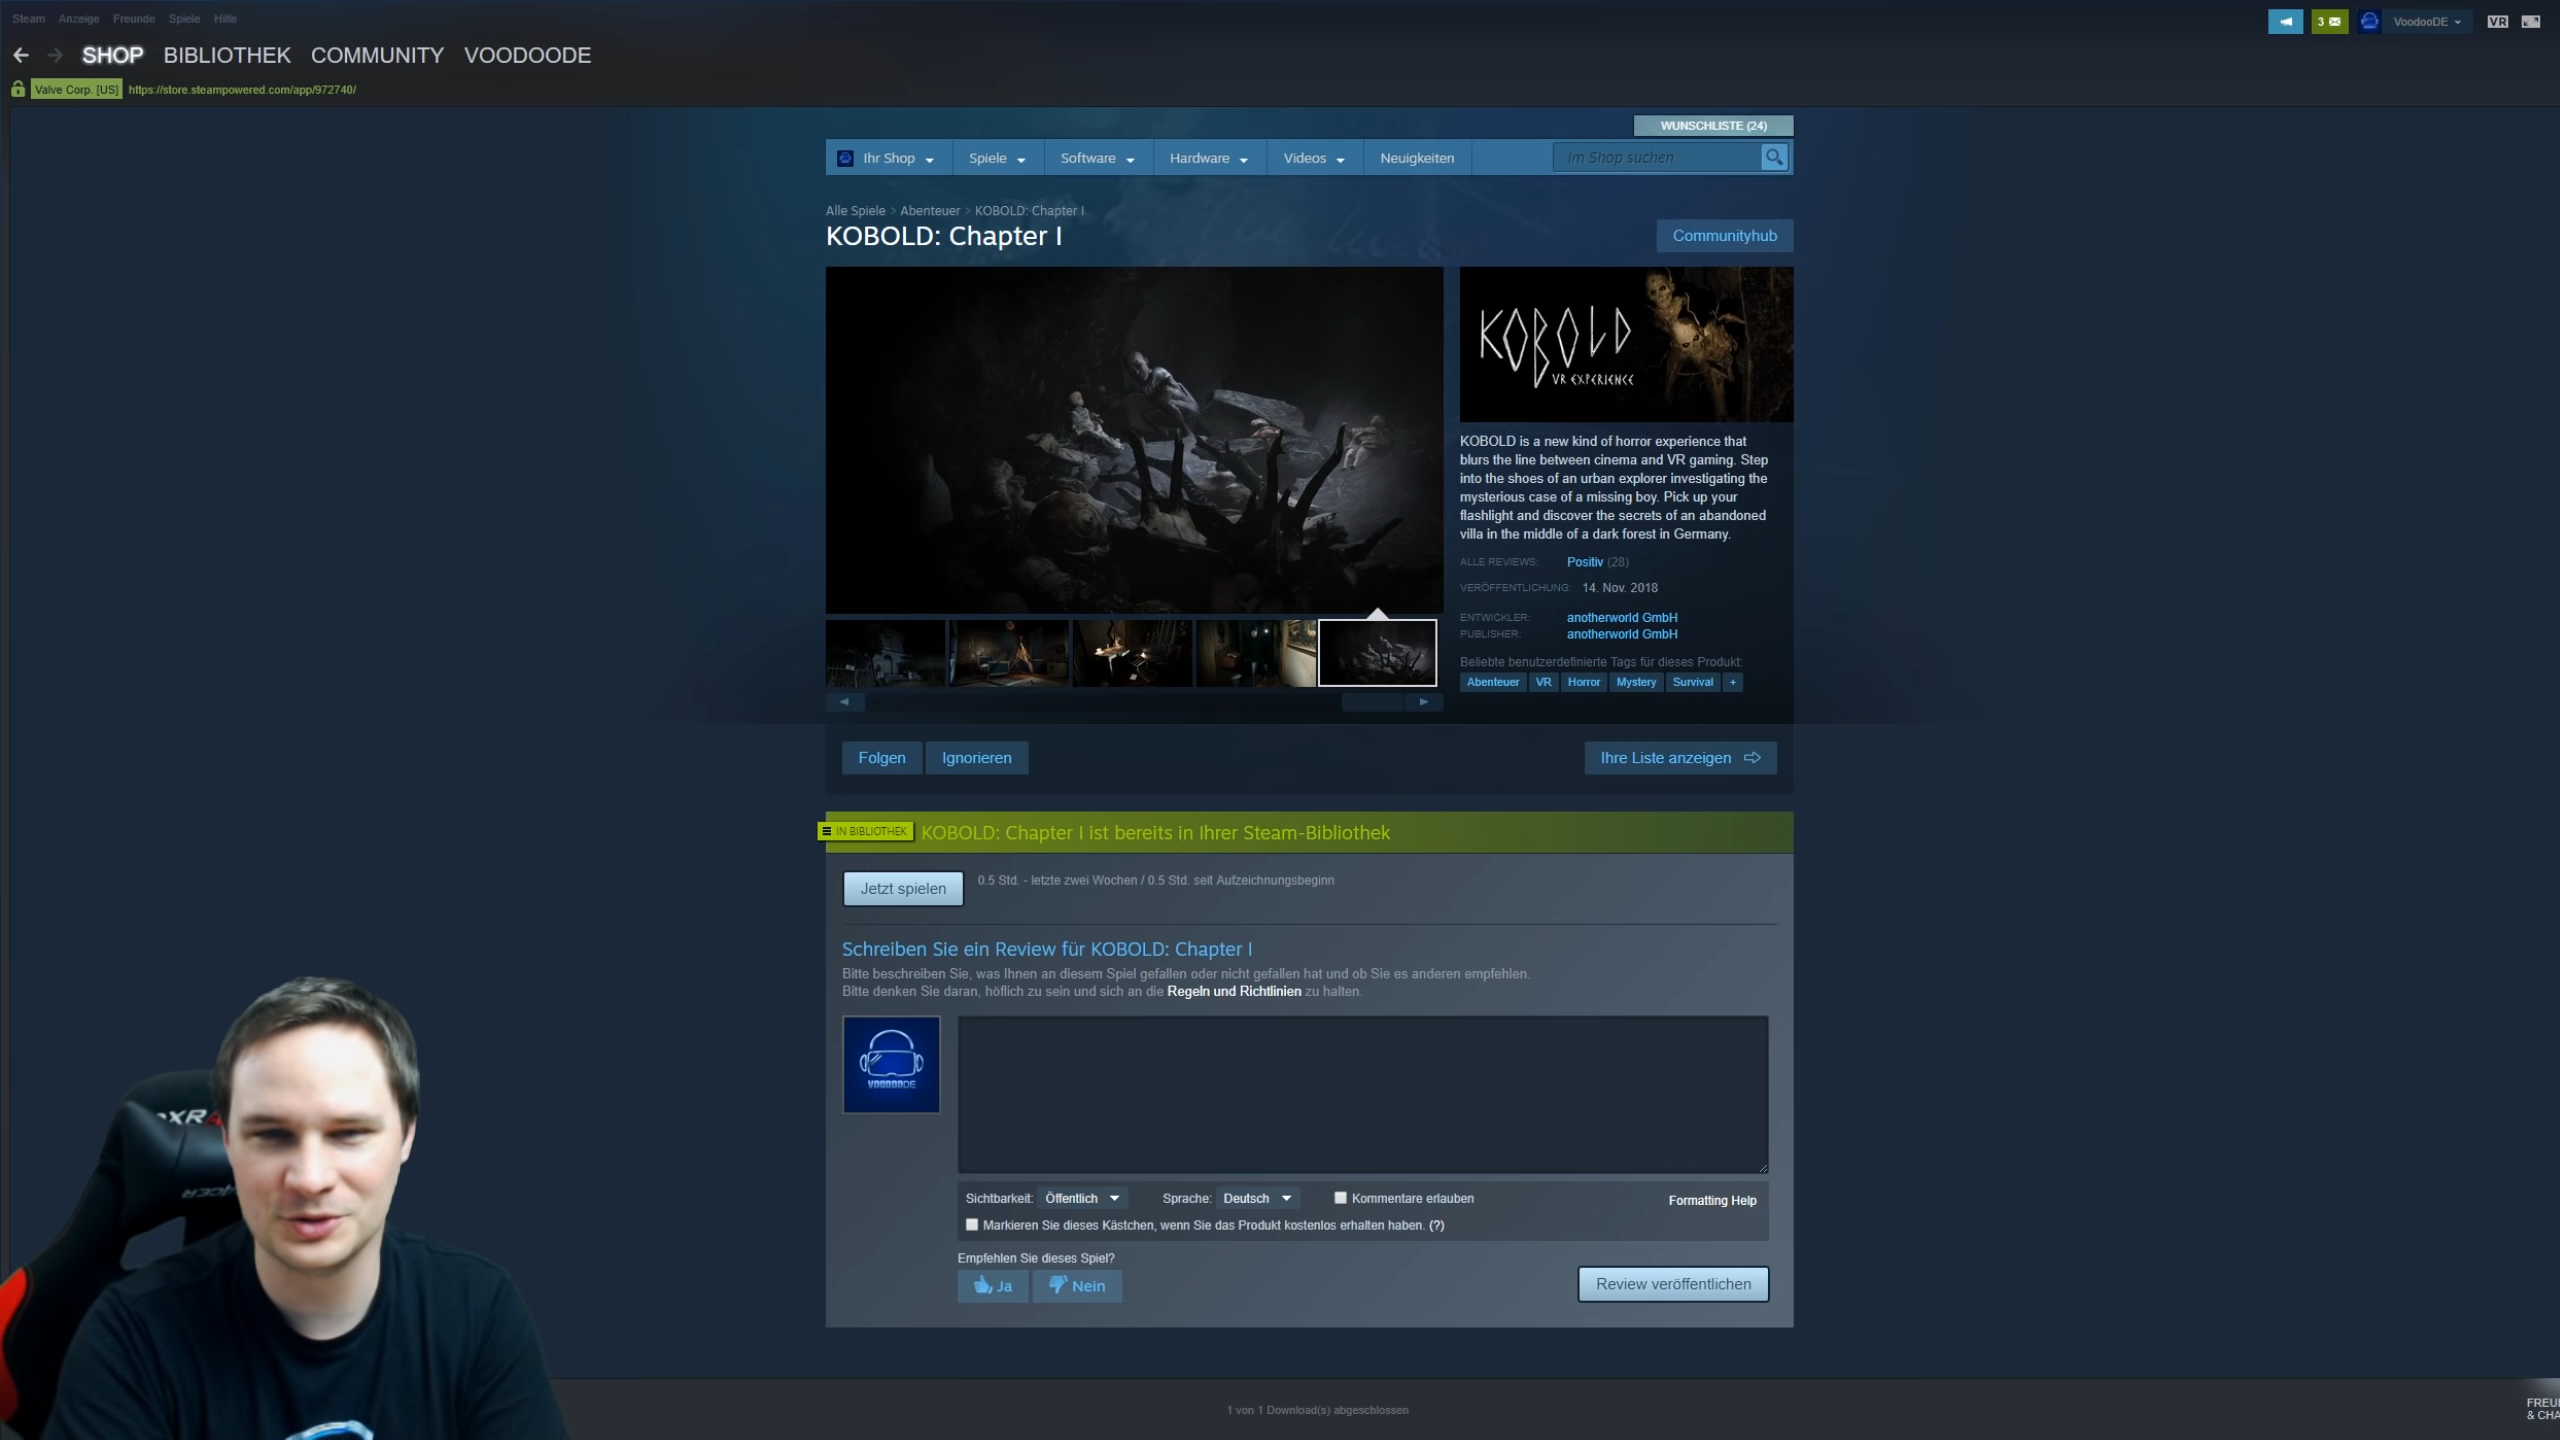 Steam Anzeige Freunde Spiele Hilfe
3 VoodooDE VR
SHOP BIBLIOTHEK COMMUNITY VOODOODE
Valve Corp. [US] https://store.steampowered.com/app/972740/
WUNSCHLISTE (24)
Ihr Shop Spiele Software Hardware Videos Neuigkeiten Im Shop suchen
Alle Spiele > Abenteuer > KOBOLD: Chapter I
KOBOLD: Chapter I
Communityhub
KOBOLD
VR EXPERIENCE
KOBOLD is a new kind of horror experience that
blurs the line between cinema and VR gaming. Step
into the shoes of an urban explorer investigating the
mysterious case of a missing boy. Pick up your
flashlight and discover the secrets of an abandoned
villa in the middle of a dark forest in Germany.
ALLE REVIEWS: Positiv (28)
VERÖFFENTLICHUNG: 14. Nov. 2018
ENTWICKLER: anotherworld GmbH
PUBLISHER: anotherworld GmbH
Beliebte benutzerdefinierte Tags für dieses Produkt:
Abenteuer VR Horror Mystery Survival +
Folgen Ignorieren Ihre Liste anzeigen
IN BIBLIOTHEK KOBOLD: Chapter I ist bereits in Ihrer Steam-Bibliothek
Jetzt spielen 0.5 Std. - letzte zwei Wochen / 0.5 Std. seit Aufzeichnungsbeginn
Schreiben Sie ein Review für KOBOLD: Chapter I
Bitte beschreiben Sie, was Ihnen an diesem Spiel gefallen oder nicht gefallen hat und ob Sie es anderen empfehlen.
Bitte denken Sie daran, höflich zu sein und sich an die Regeln und Richtlinien zu halten.
VOODOODE
Sichtbarkeit: Öffentlich Sprache: Deutsch Kommentare erlauben Formatting Help
Markieren Sie dieses Kästchen, wenn Sie das Produkt kostenlos erhalten haben. (?)
Empfehlen Sie dieses Spiel?
Ja Nein
Review veröffentlichen
1 von 1 Download(s) abgeschlossen
FREU
& CHA